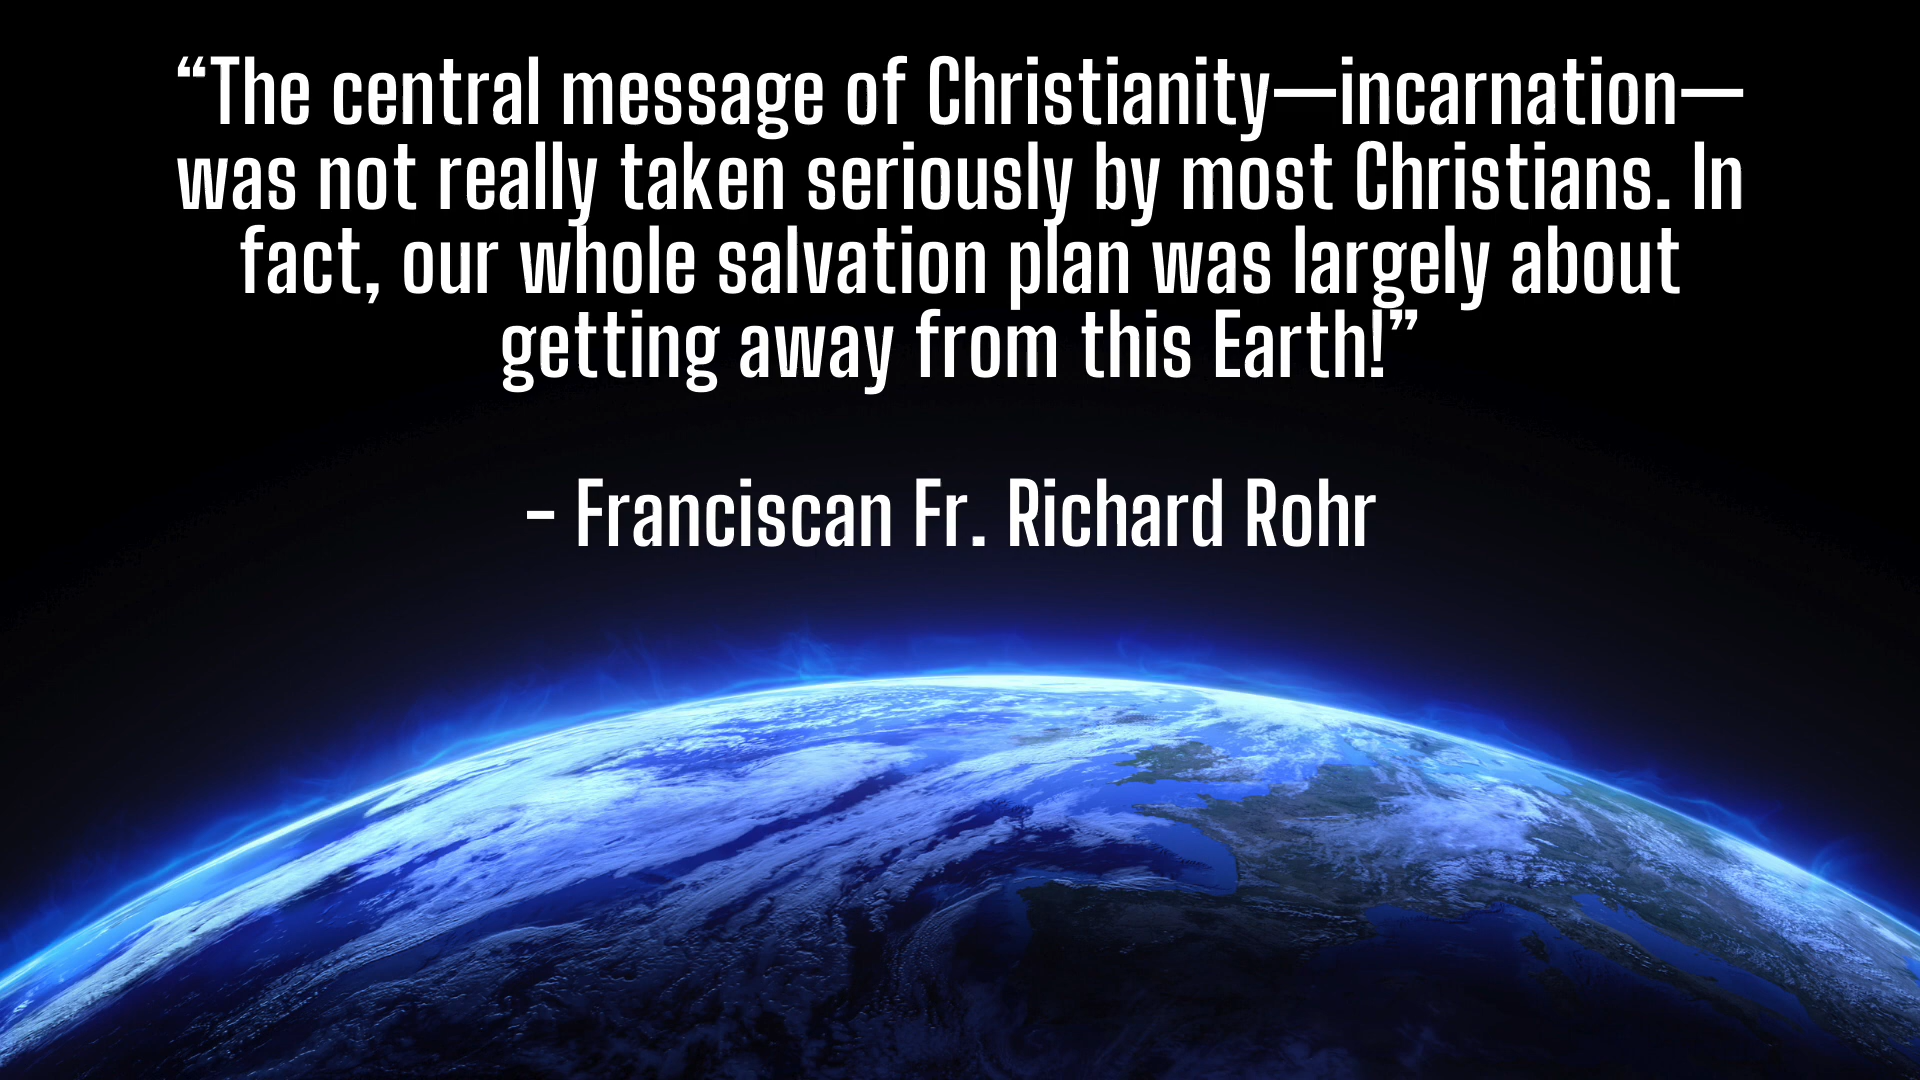 “The central message of Christianity—incarnation—
was not really taken seriously by most Christians. In
fact, our whole salvation plan was largely about
getting away from this Earth!”
- Franciscan Fr. Richard Rohr